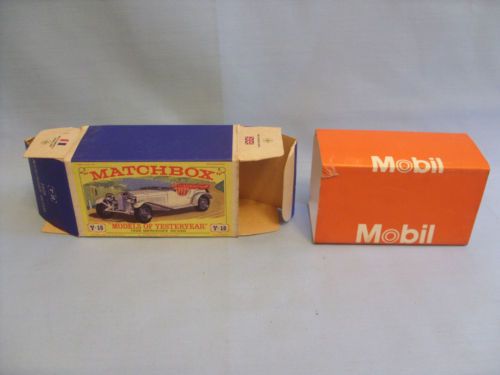 MATCHBOX
"MODELS OF YESTERYEAR"
Y-16
Y-16
Mobil
Mobil